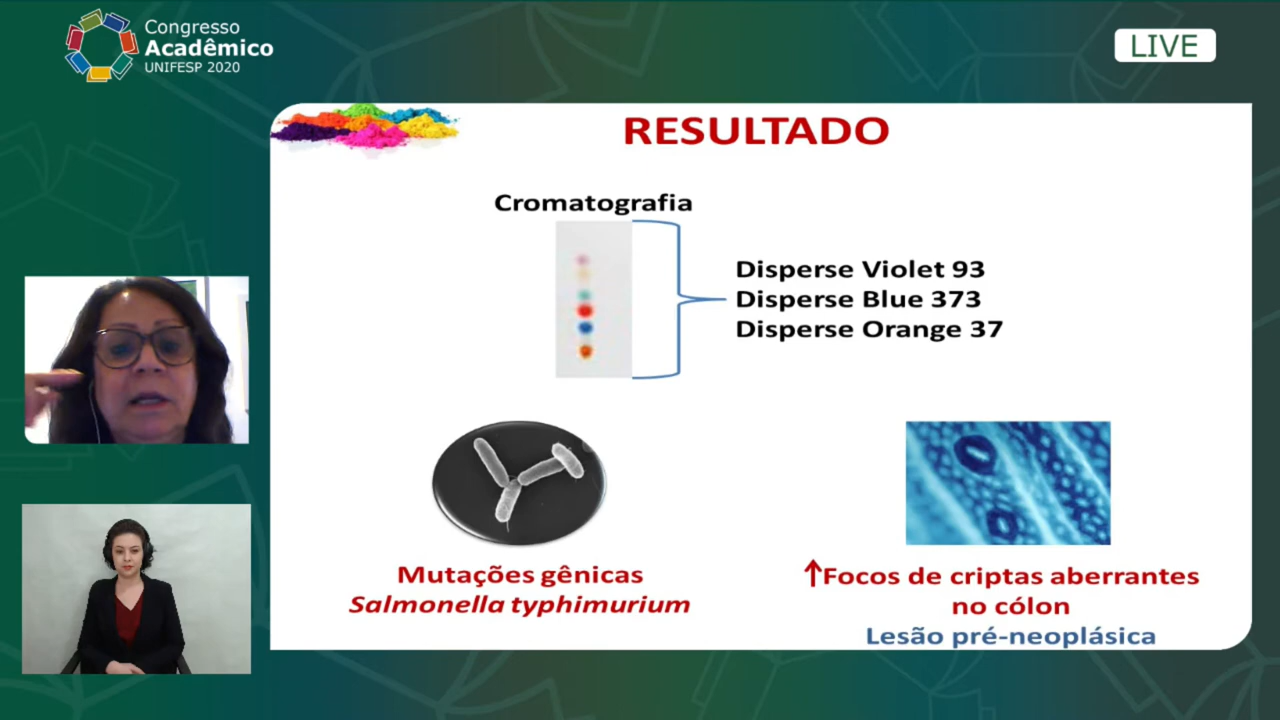 Congresso
Acadêmico
UNIFESP 2020
LIVE
RESULTADO
Cromatografia
Disperse Violet 93
Disperse Blue 373
Disperse Orange 37
Mutações gênicas
Salmonella typhimurium
↑Focos de criptas aberrantes
no cólon
Lesão pré-neoplásica